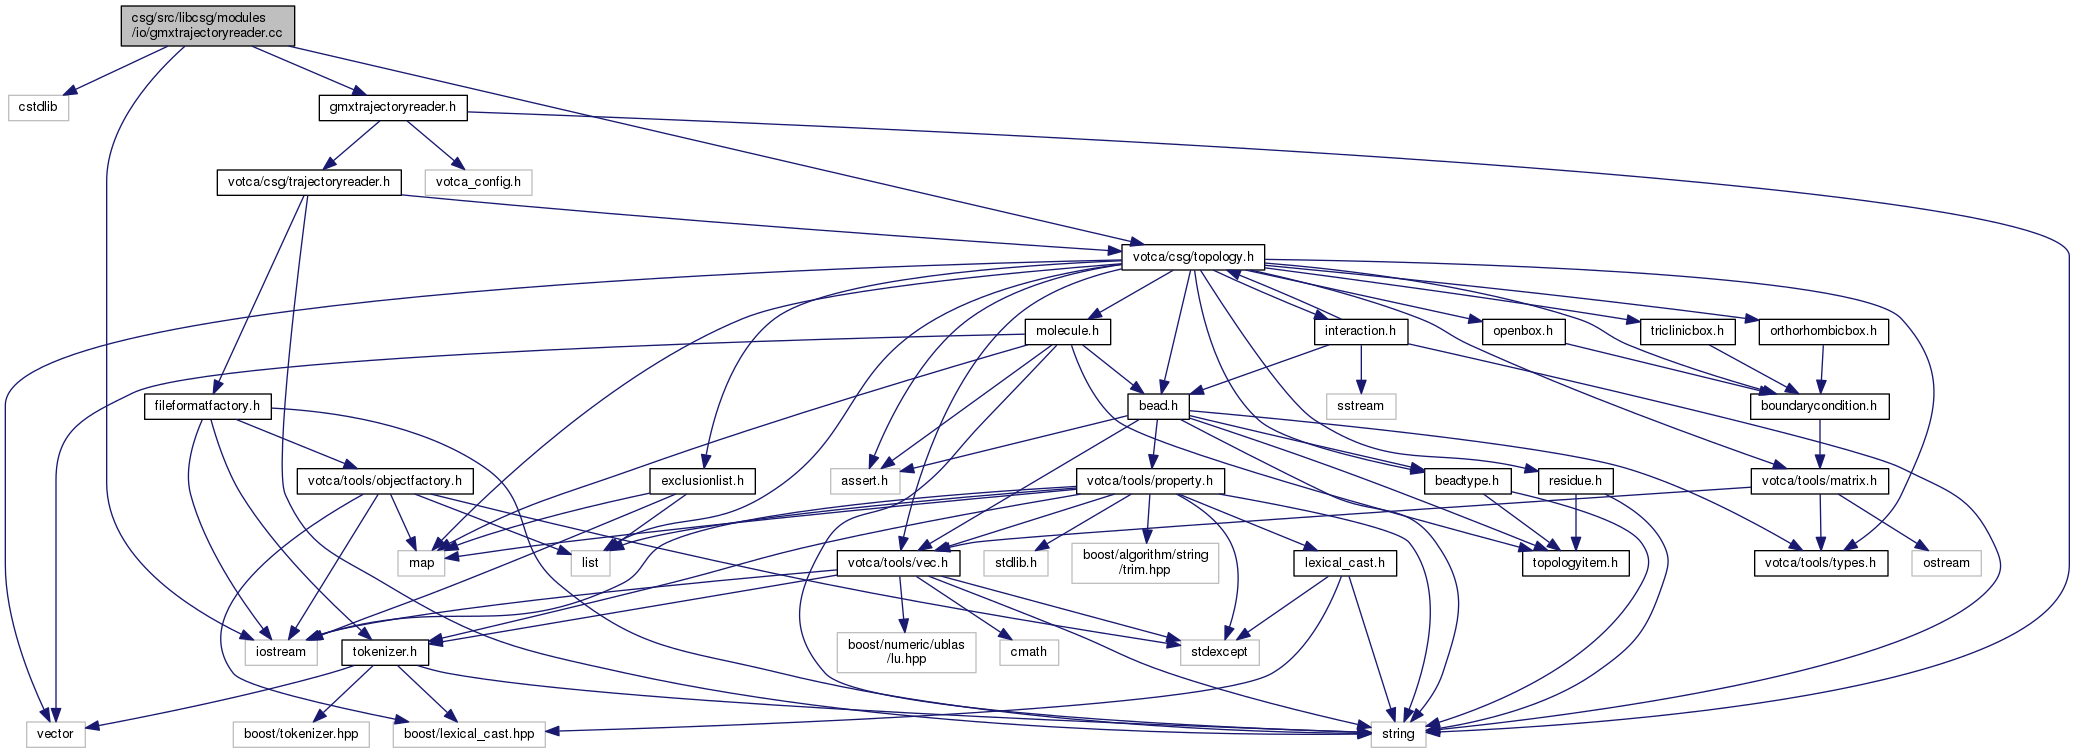 csg/src/libcsg/modules
/io/gmxtrajectoryreader.cc
cstdlib
gmxtrajectoryreader.h
votca/csg/trajectoryreader.h
votca_config.h
votca/csg/topology.h
molecule.h
interaction.h
openbox.h
triclinicbox.h
orthorhombicbox.h
fileformatfactory.h
bead.h
sstream
boundarycondition.h
votca/tools/objectfactory.h
exclusionlist.h
assert.h
votca/tools/property.h
beadtype.h
residue.h
votca/tools/matrix.h
map
list
votca/tools/vec.h
stdlib.h
boost/algorithm/string
/trim.hpp
lexical_cast.h
topologyitem.h
votca/tools/types.h
ostream
iostream
tokenizer.h
boost/numeric/ublas
/lu.hpp
cmath
stdexcept
vector
boost/tokenizer.hpp
boost/lexical_cast.hpp
string